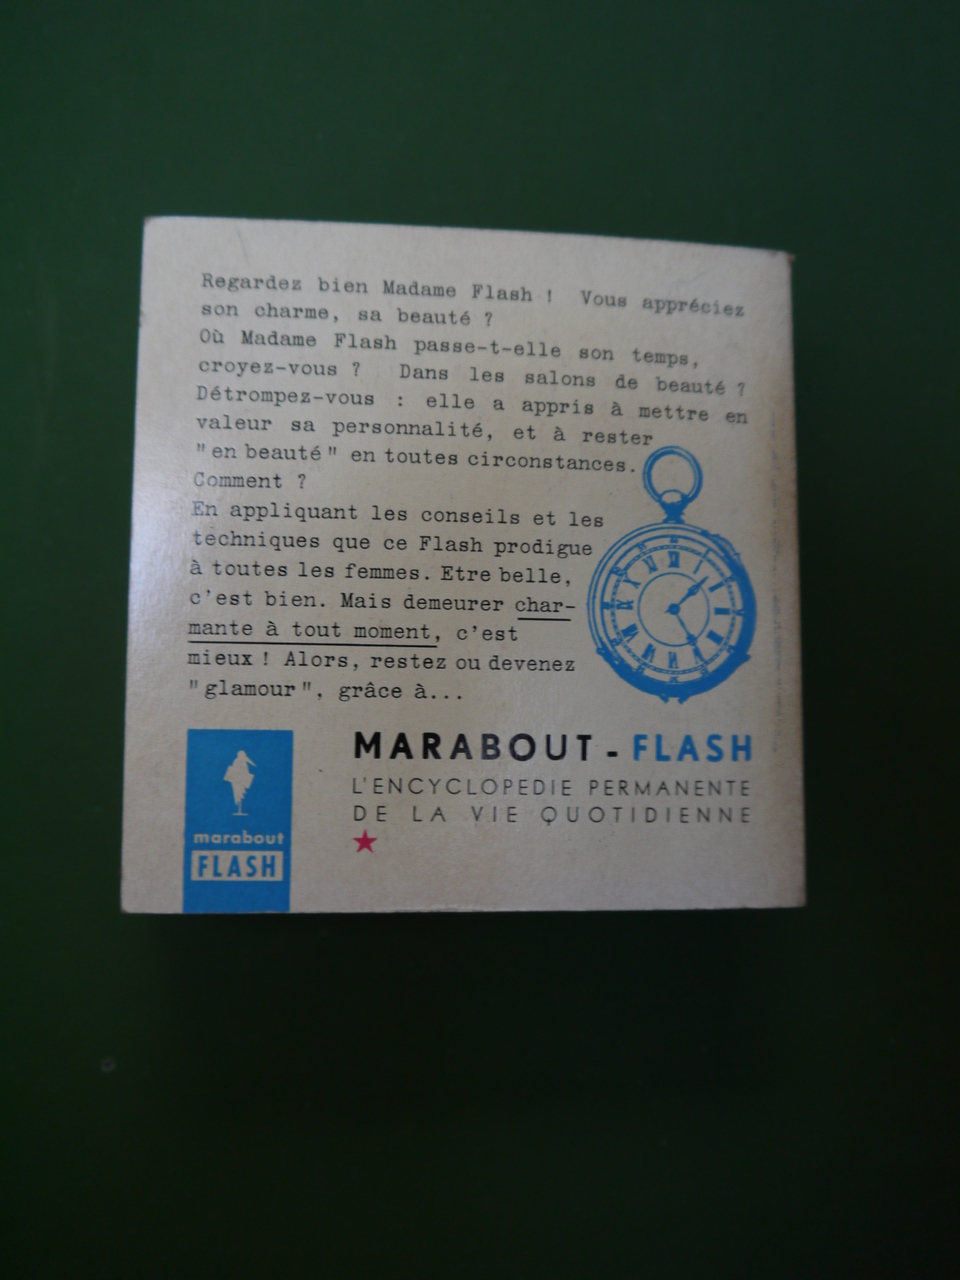 Regardez bien Madame Flash ! Vous appréciez
son charme, sa beauté ?
Où Madame Flash passe-t-elle son temps,
croyez-vous ? Dans les salons de beauté ?
Détrompez-vous : elle a appris à mettre en
valeur sa personnalité, et à rester
"en beauté" en toutes circonstances.
Comment ?
En appliquant les conseils et les
techniques que ce Flash prodigue
à toutes les femmes. Etre belle,
c'est bien. Mais demeurer char-
mante à tout moment, c'est
mieux ! Alors, restez ou devenez
"glamour", grâce à...
MARABOUT - FLASH
L'ENCYCLOPEDIE PERMANENTE
DE LA VIE QUOTIDIENNE
marabout
FLASH